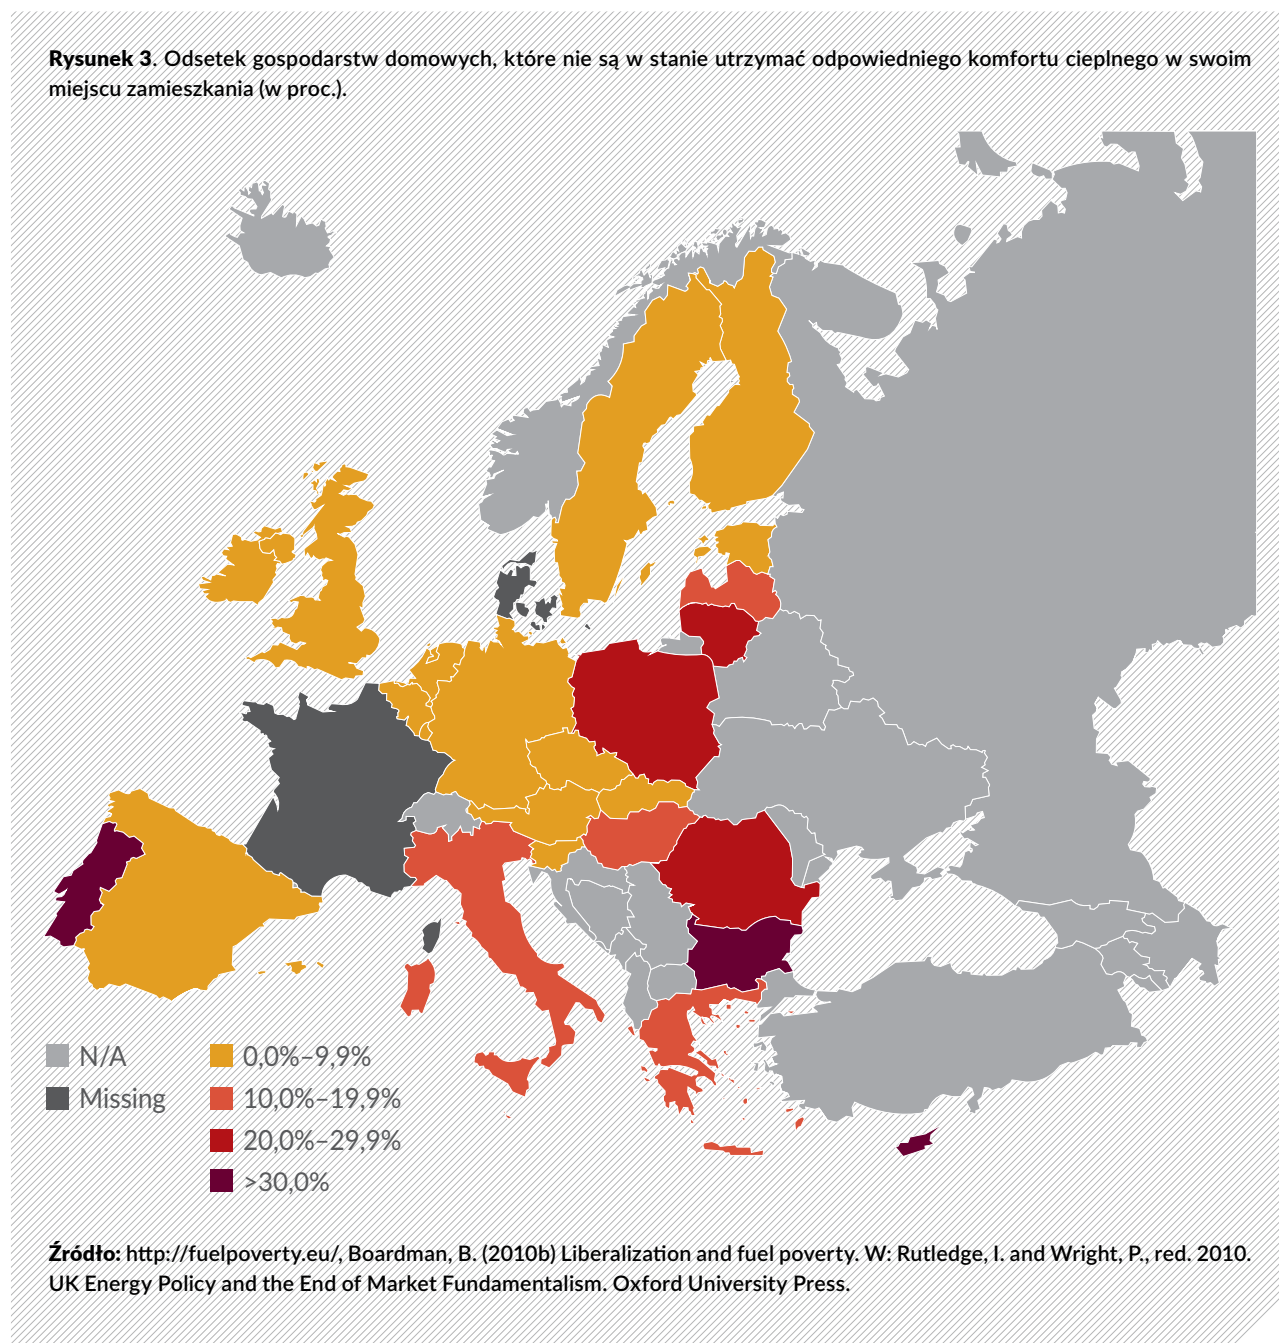 Rysunek 3. Odsetek gospodarstw domowych, które nie są w stanie utrzymać odpowiedniego komfortu cieplnego w swoim
miejscu zamieszkania (w proc.).
N/A
Missing
0,0%–9,9%
10,0%–19,9%
20,0%–29,9%
>30,0%
Źródło: http://fuelpoverty.eu/, Boardman, B. (2010b) Liberalization and fuel poverty. W: Rutledge, I. and Wright, P., red. 2010.
UK Energy Policy and the End of Market Fundamentalism. Oxford University Press.